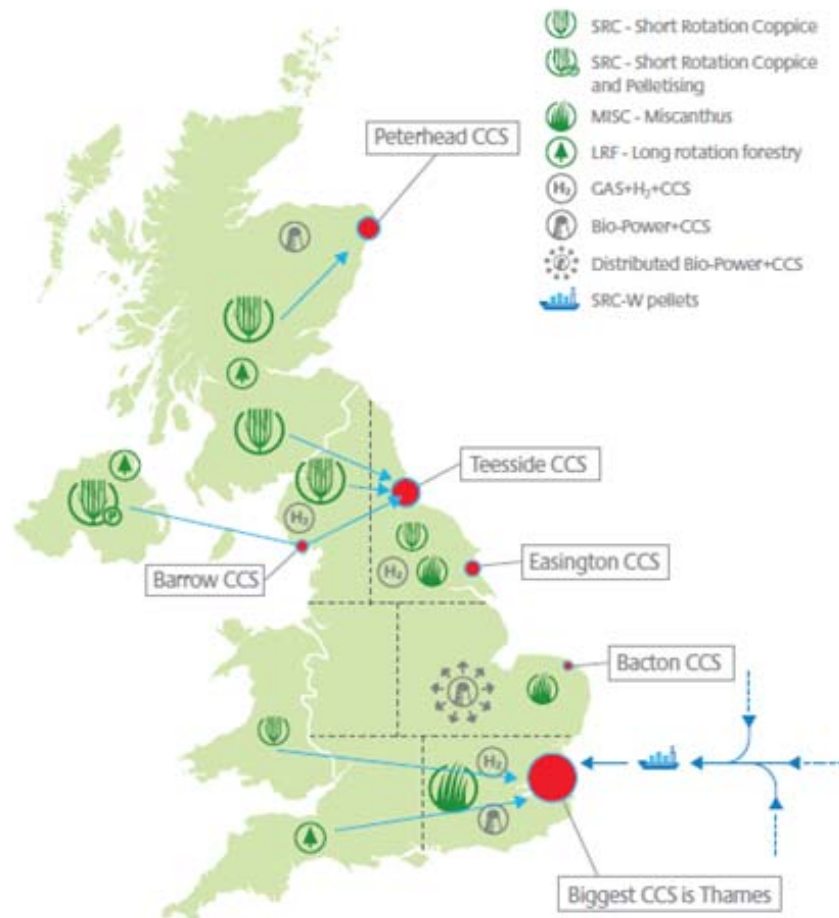 SRC - Short Rotation Coppice
SRC - Short Rotation Coppice
and Pelletising
MISC - Miscanthus
LRF - Long rotation forestry
H₂ GAS+H₂+CCS
Bio-Power+CCS
Distributed Bio-Power+CCS
SRC-W pellets
Peterhead CCS
Teesside CCS
H₂
P
Barrow CCS
H₂
Easington CCS
Bacton CCS
H₂
Biggest CCS is Thames